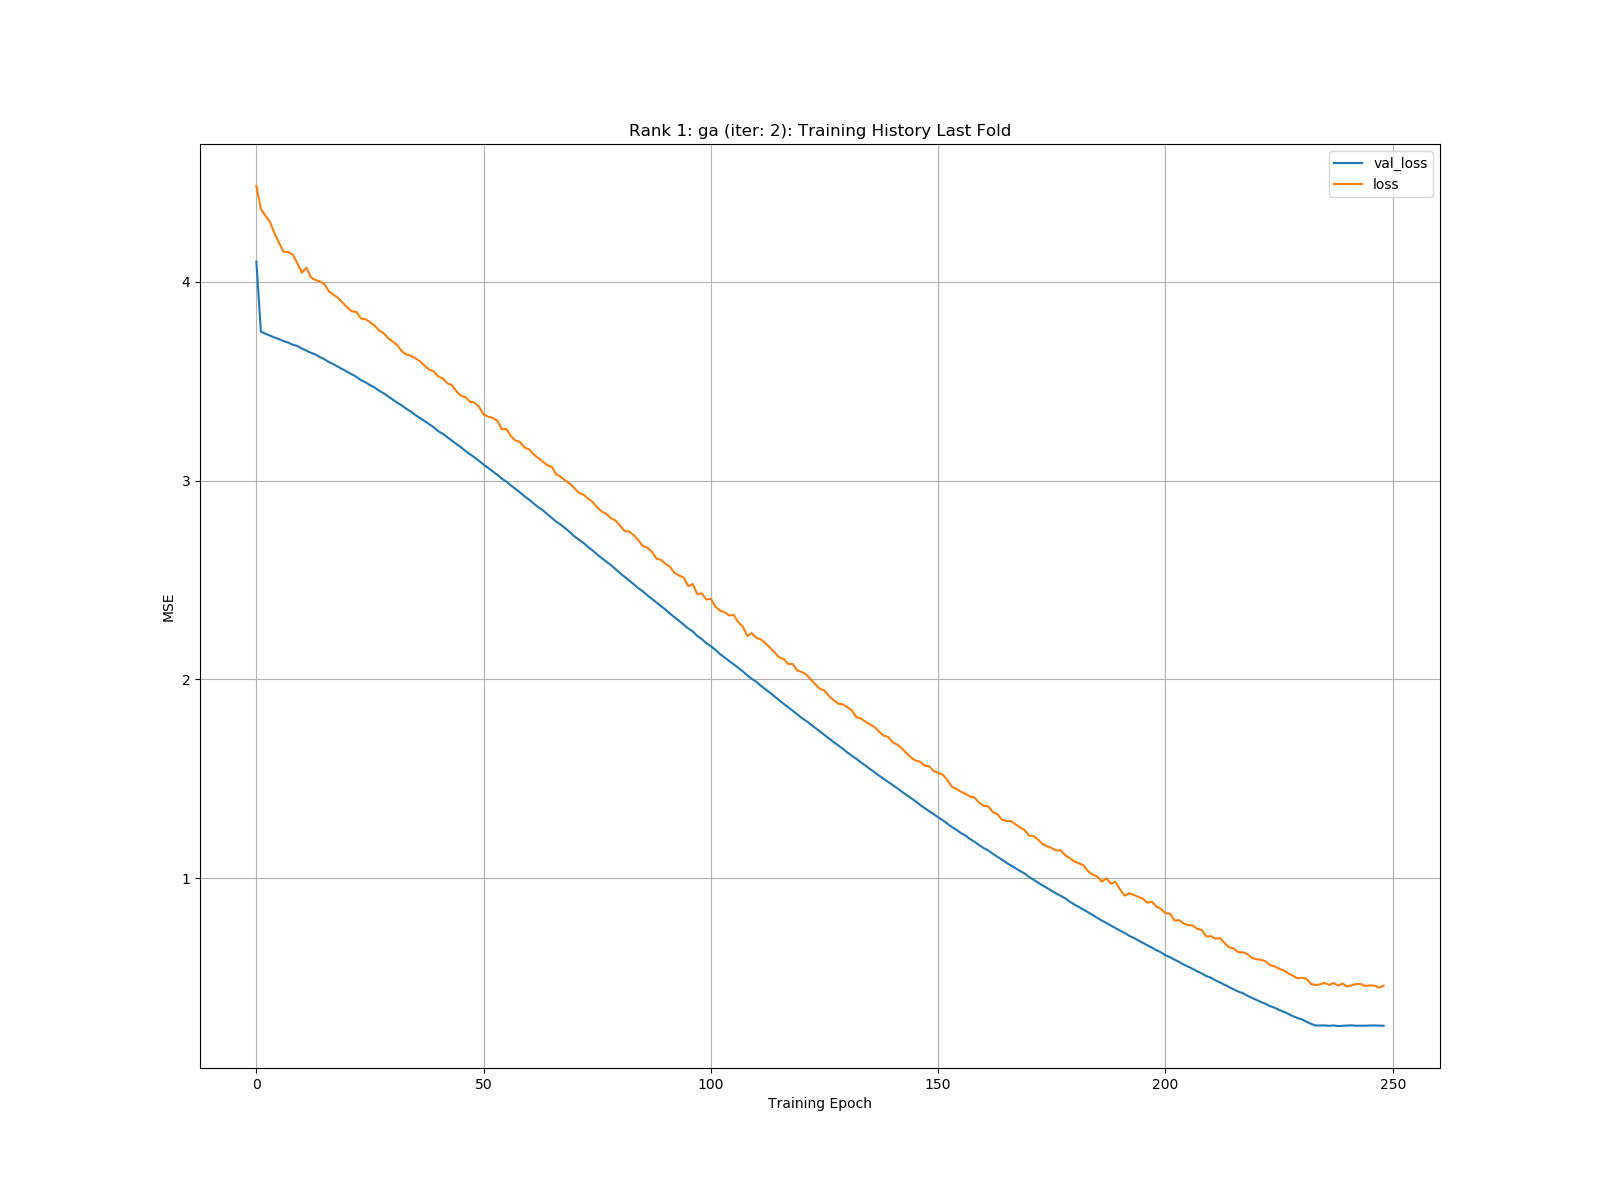 Rank 1: ga (iter: 2): Training History Last Fold
val_loss
loss
MSE
4
3
2
1
0 50 100 150 200 250
Training Epoch